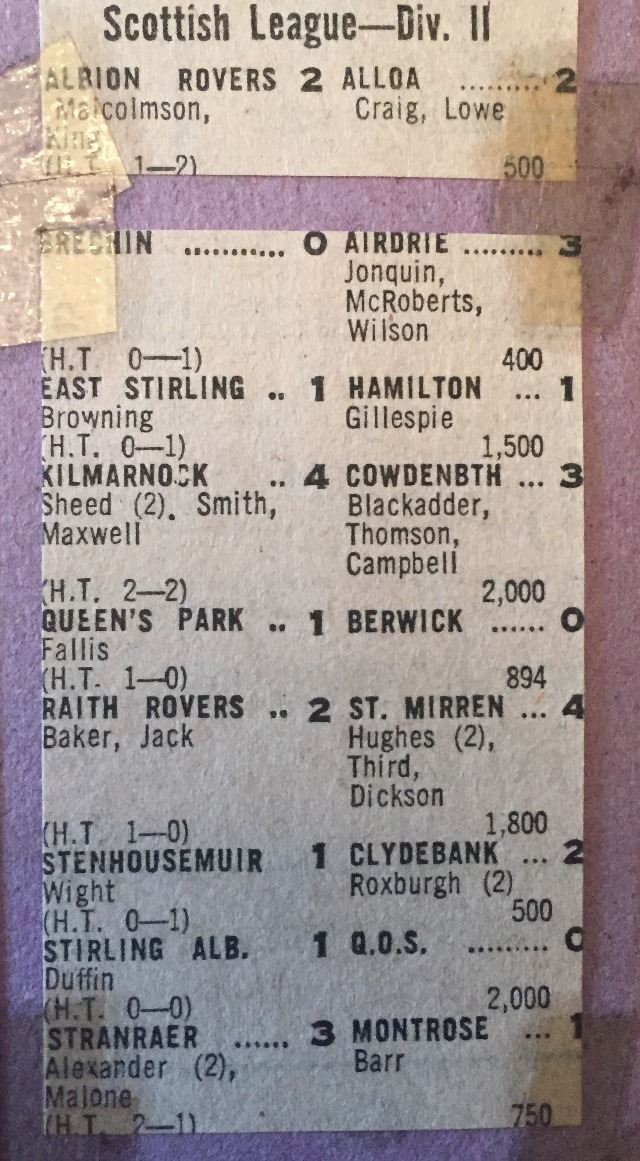 Scottish League—Div. II
ALBION ROVERS 2 ALLOA ......... 2
Malcolmson, Craig, Lowe
King
(H.T. 1—2) 500
BRECHIN ........... 0 AIRDRIE ......... 3
Jonquin,
McRoberts,
Wilson
(H.T 0—1) 400
EAST STIRLING .. 1 HAMILTON ... 1
Browning Gillespie
(H.T. 0—1) 1,500
KILMARNOCK .. 4 COWDENBTH ... 3
Sheed (2). Smith, Blackadder,
Maxwell Thomson,
Campbell
(H.T. 2—2) 2,000
QUEEN'S PARK .. 1 BERWICK ...... 0
Fallis
(H.T. 1—0) 894
RAITH ROVERS .. 2 ST. MIRREN ... 4
Baker, Jack Hughes (2),
Third,
Dickson
(H.T. 1—0) 1,800
STENHOUSEMUIR 1 CLYDEBANK ... 2
Wight Roxburgh (2)
(H.T. 0—1) 500
STIRLING ALB. 1 Q.O.S. ......... 0
Duffin
(H.T. 0—0) 2,000
STRANRAER ...... 3 MONTROSE ... 1
Alexander (2), Barr
Malone
(H.T. 2—1) 750